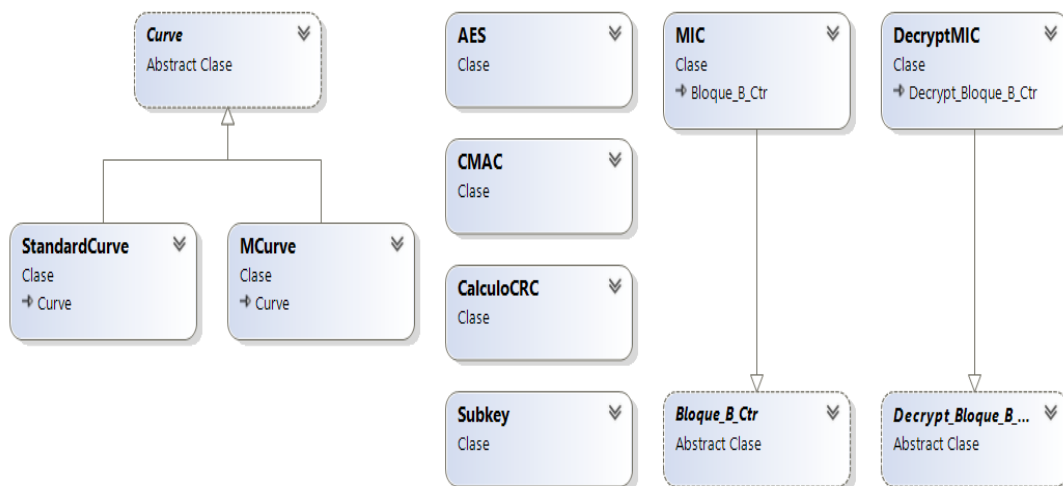 Curve
Abstract Clase
StandardCurve
Clase
Curve
MCurve
Clase
Curve
AES
Clase
CMAC
Clase
CalculoCRC
Clase
Subkey
Clase
MIC
Clase
Bloque_B_Ctr
Bloque_B_Ctr
Abstract Clase
DecryptMIC
Clase
Decrypt_Bloque_B_Ctr
Decrypt_Bloque_B_...
Abstract Clase